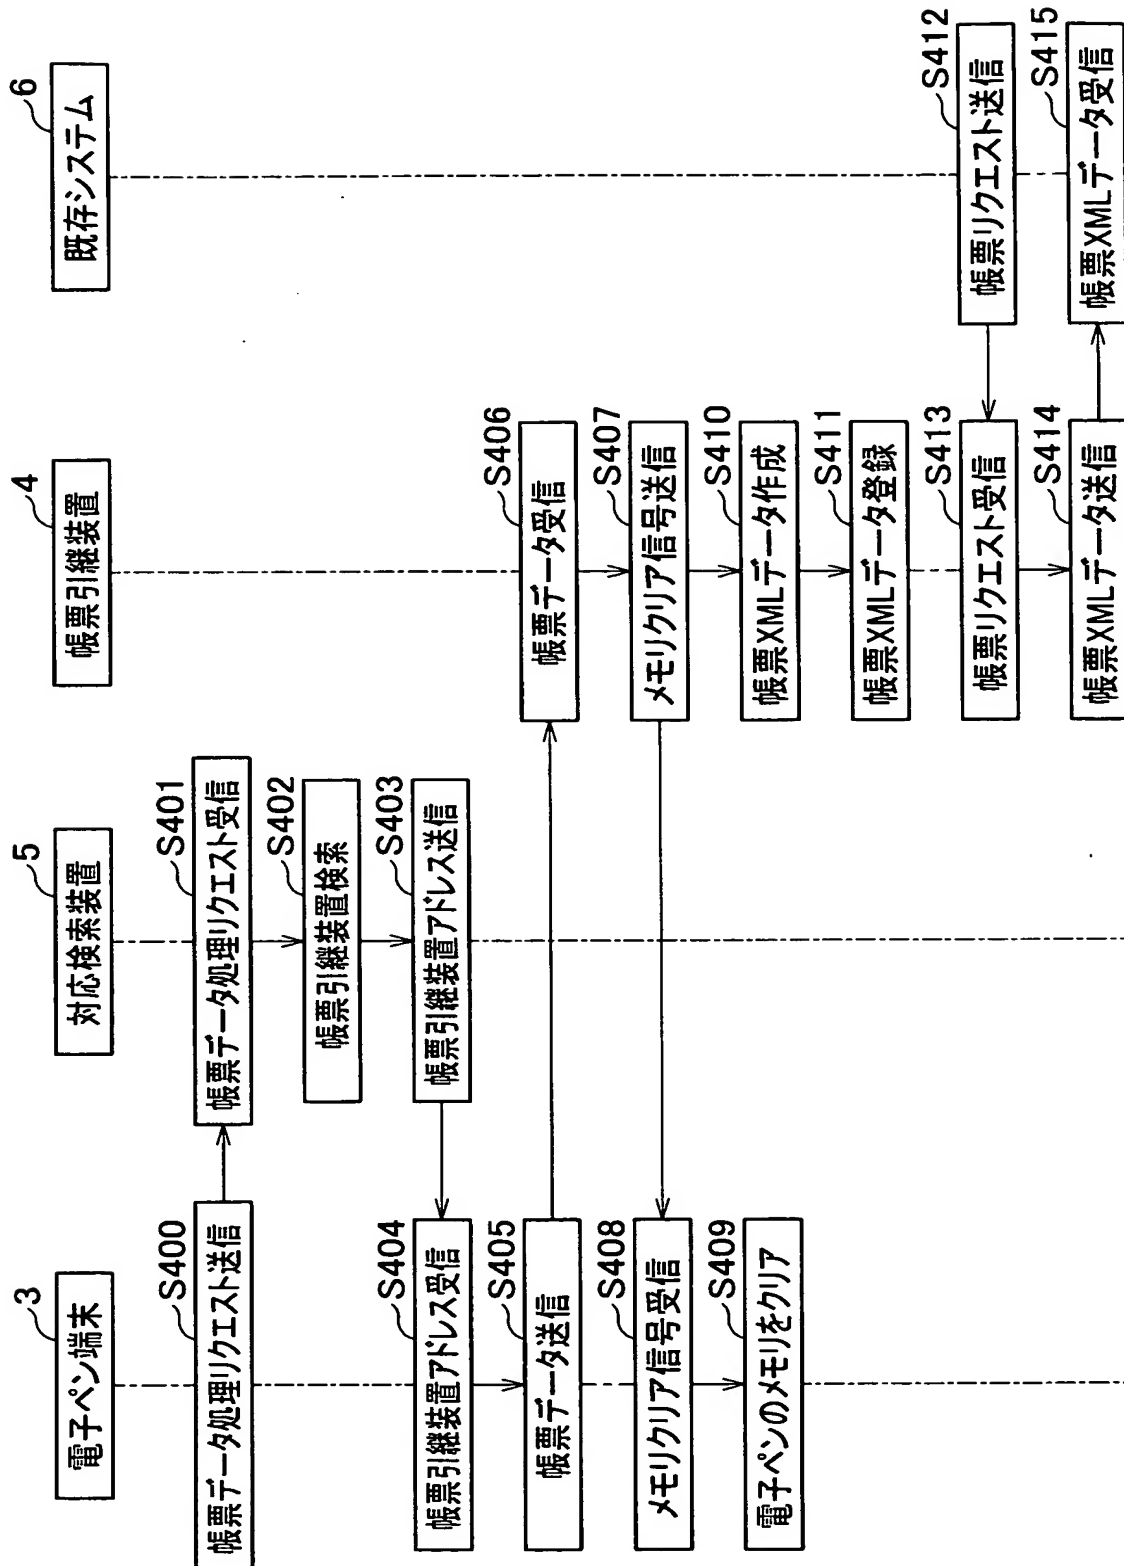 電子ペン端末
3
対応検索装置
5
帳票引継装置
4
既存システム
6
帳票データ処理リクエスト送信
S400
帳票データ処理リクエスト受信
S401
帳票引継装置検索
S402
帳票引継装置アドレス送信
S403
帳票引継装置アドレス受信
S404
帳票データ送信
S405
帳票データ受信
S406
メモリクリア信号送信
S407
メモリクリア信号受信
S408
電子ペンのメモリをクリア
S409
帳票XMLデータ作成
S410
帳票XMLデータ登録
S411
帳票リクエスト送信
S412
帳票リクエスト受信
S413
帳票XMLデータ送信
S414
帳票XMLデータ受信
S415